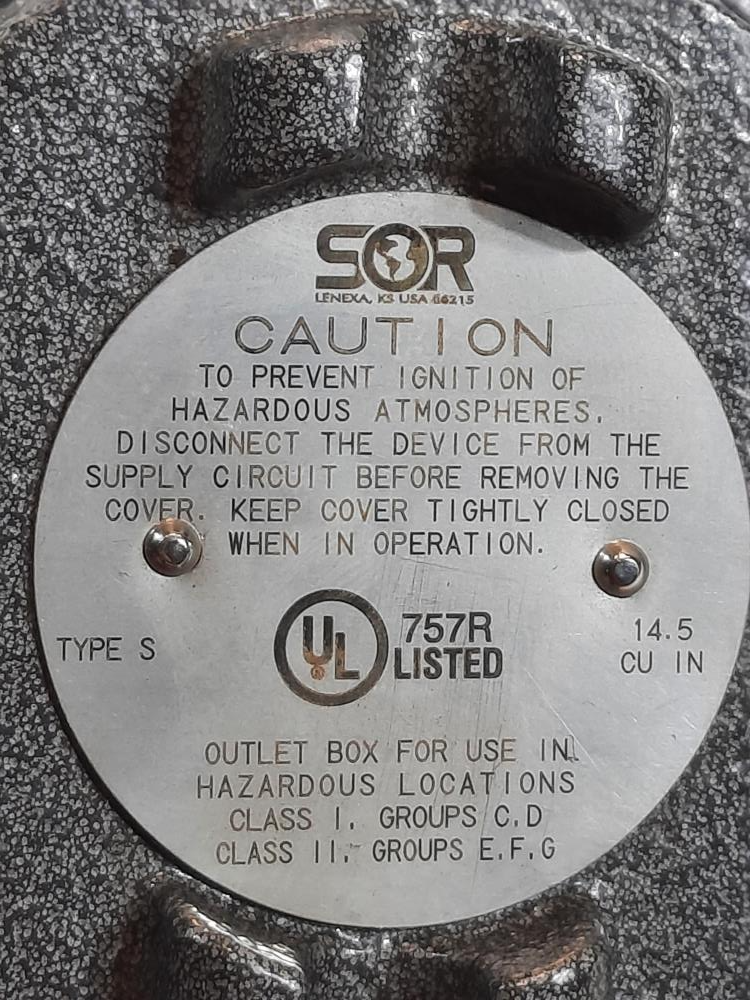 SOR
LENEXA, KS USA 66215
CAUTION
TO PREVENT IGNITION OF
HAZARDOUS ATMOSPHERES,
DISCONNECT THE DEVICE FROM THE
SUPPLY CIRCUIT BEFORE REMOVING THE
COVER. KEEP COVER TIGHTLY CLOSED
WHEN IN OPERATION.
TYPE S
UL
®
757R
LISTED
14.5
CU IN
OUTLET BOX FOR USE IN
HAZARDOUS LOCATIONS
CLASS I, GROUPS C,D
CLASS II, GROUPS E,F,G